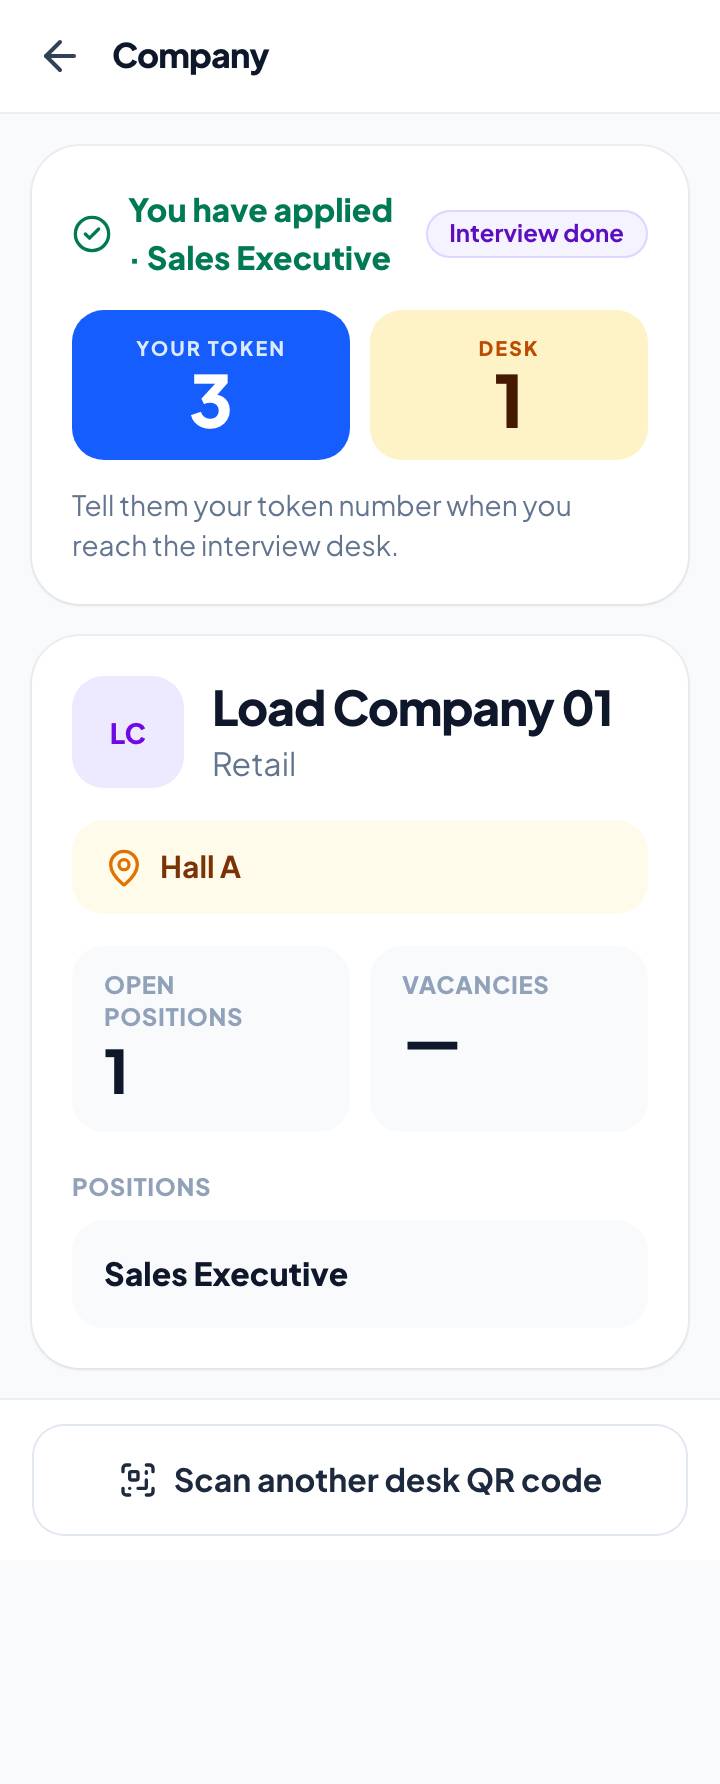 Company
You have applied
· Sales Executive
Interview done
YOUR TOKEN
3
DESK
1
Tell them your token number when you
reach the interview desk.
LC
Load Company 01
Retail
Hall A
OPEN
POSITIONS
1
VACANCIES
—
POSITIONS
Sales Executive
Scan another desk QR code